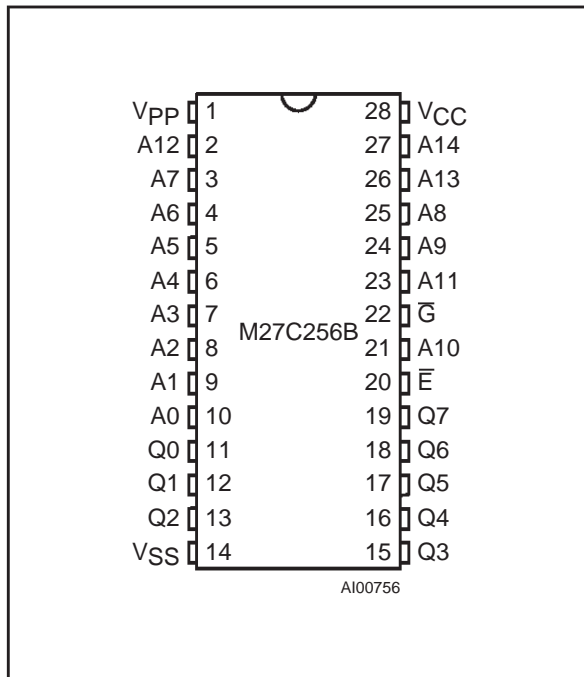 VPP 1 28 VCC
A12 2 27 A14
A7 3 26 A13
A6 4 25 A8
A5 5 24 A9
A4 6 23 A11
A3 7 22 G̅
M27C256B
A2 8 21 A10
A1 9 20 E̅
A0 10 19 Q7
Q0 11 18 Q6
Q1 12 17 Q5
Q2 13 16 Q4
VSS 14 15 Q3
AI00756